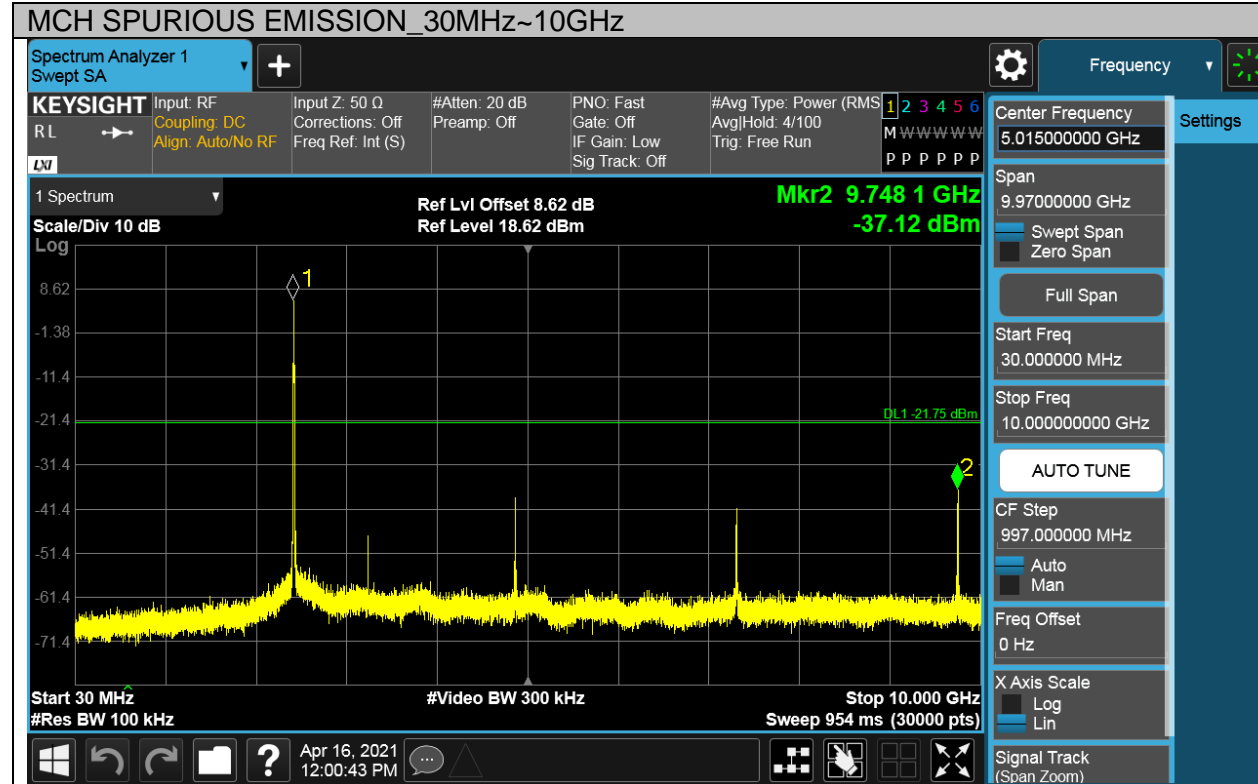 MCH SPURIOUS EMISSION_30MHz~10GHz
Spectrum Analyzer 1
Swept SA
+
Frequency
KEYSIGHT
R L
LXI
Input: RF
Coupling: DC
Align: Auto/No RF
Input Z: 50 Ω
Corrections: Off
Freq Ref: Int (S)
#Atten: 20 dB
Preamp: Off
PNO: Fast
Gate: Off
IF Gain: Low
Sig Track: Off
#Avg Type: Power (RMS
Avg|Hold: 4/100
Trig: Free Run
1 2 3 4 5 6
M W W W W W
P P P P P P
1 Spectrum
Scale/Div 10 dB
Ref Lvl Offset 8.62 dB
Ref Level 18.62 dBm
Mkr2 9.748 1 GHz
-37.12 dBm
Log
8.62
-1.38
-11.4
-21.4
-31.4
-41.4
-51.4
-61.4
-71.4
1
DL1 -21.75 dBm
2
Start 30 MHz
#Res BW 100 kHz
#Video BW 300 kHz
Stop 10.000 GHz
Sweep 954 ms (30000 pts)
?
Apr 16, 2021
12:00:43 PM
Center Frequency
5.015000000 GHz
Settings
Span
9.97000000 GHz
Swept Span
Zero Span
Full Span
Start Freq
30.000000 MHz
Stop Freq
10.000000000 GHz
AUTO TUNE
CF Step
997.000000 MHz
Auto
Man
Freq Offset
0 Hz
X Axis Scale
Log
Lin
Signal Track
(Span Zoom)